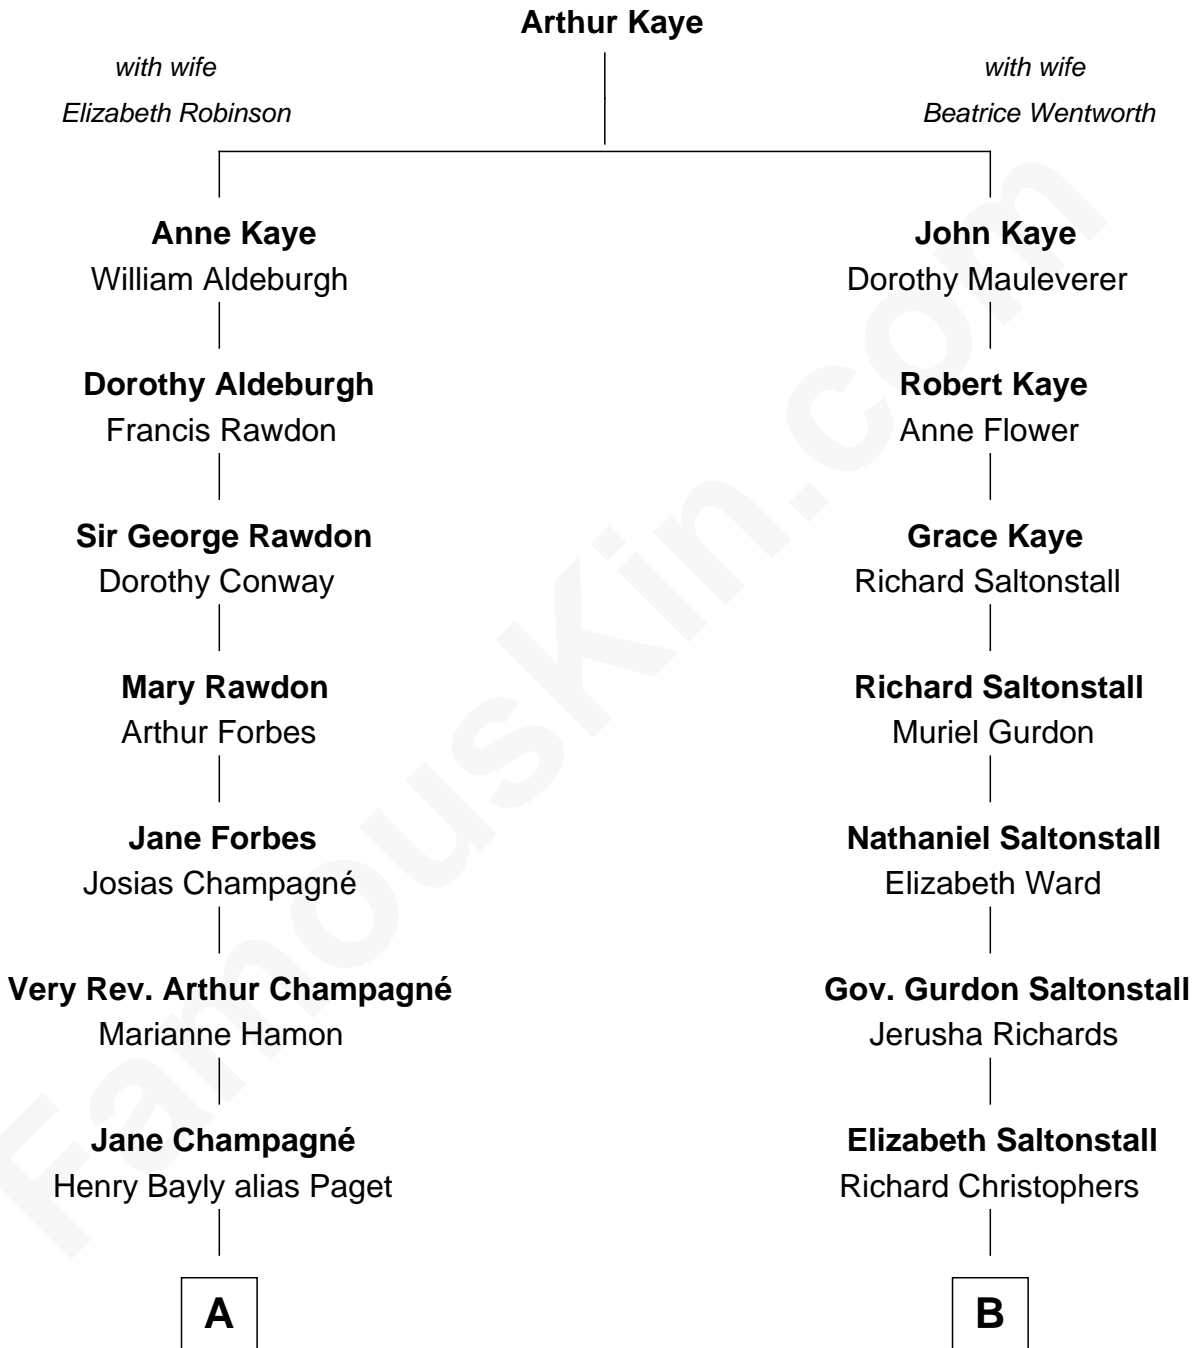 Arthur Kaye
with wife
Elizabeth Robinson
with wife
Beatrice Wentworth
Anne Kaye
William Aldeburgh
John Kaye
Dorothy Mauleverer
Dorothy Aldeburgh
Francis Rawdon
Robert Kaye
Anne Flower
Sir George Rawdon
Dorothy Conway
Grace Kaye
Richard Saltonstall
Mary Rawdon
Arthur Forbes
Richard Saltonstall
Muriel Gurdon
Jane Forbes
Josias Champagné
Nathaniel Saltonstall
Elizabeth Ward
Very Rev. Arthur Champagné
Marianne Hamon
Gov. Gurdon Saltonstall
Jerusha Richards
Jane Champagné
Henry Bayly alias Paget
Elizabeth Saltonstall
Richard Christophers
A
B
FamousKin.com